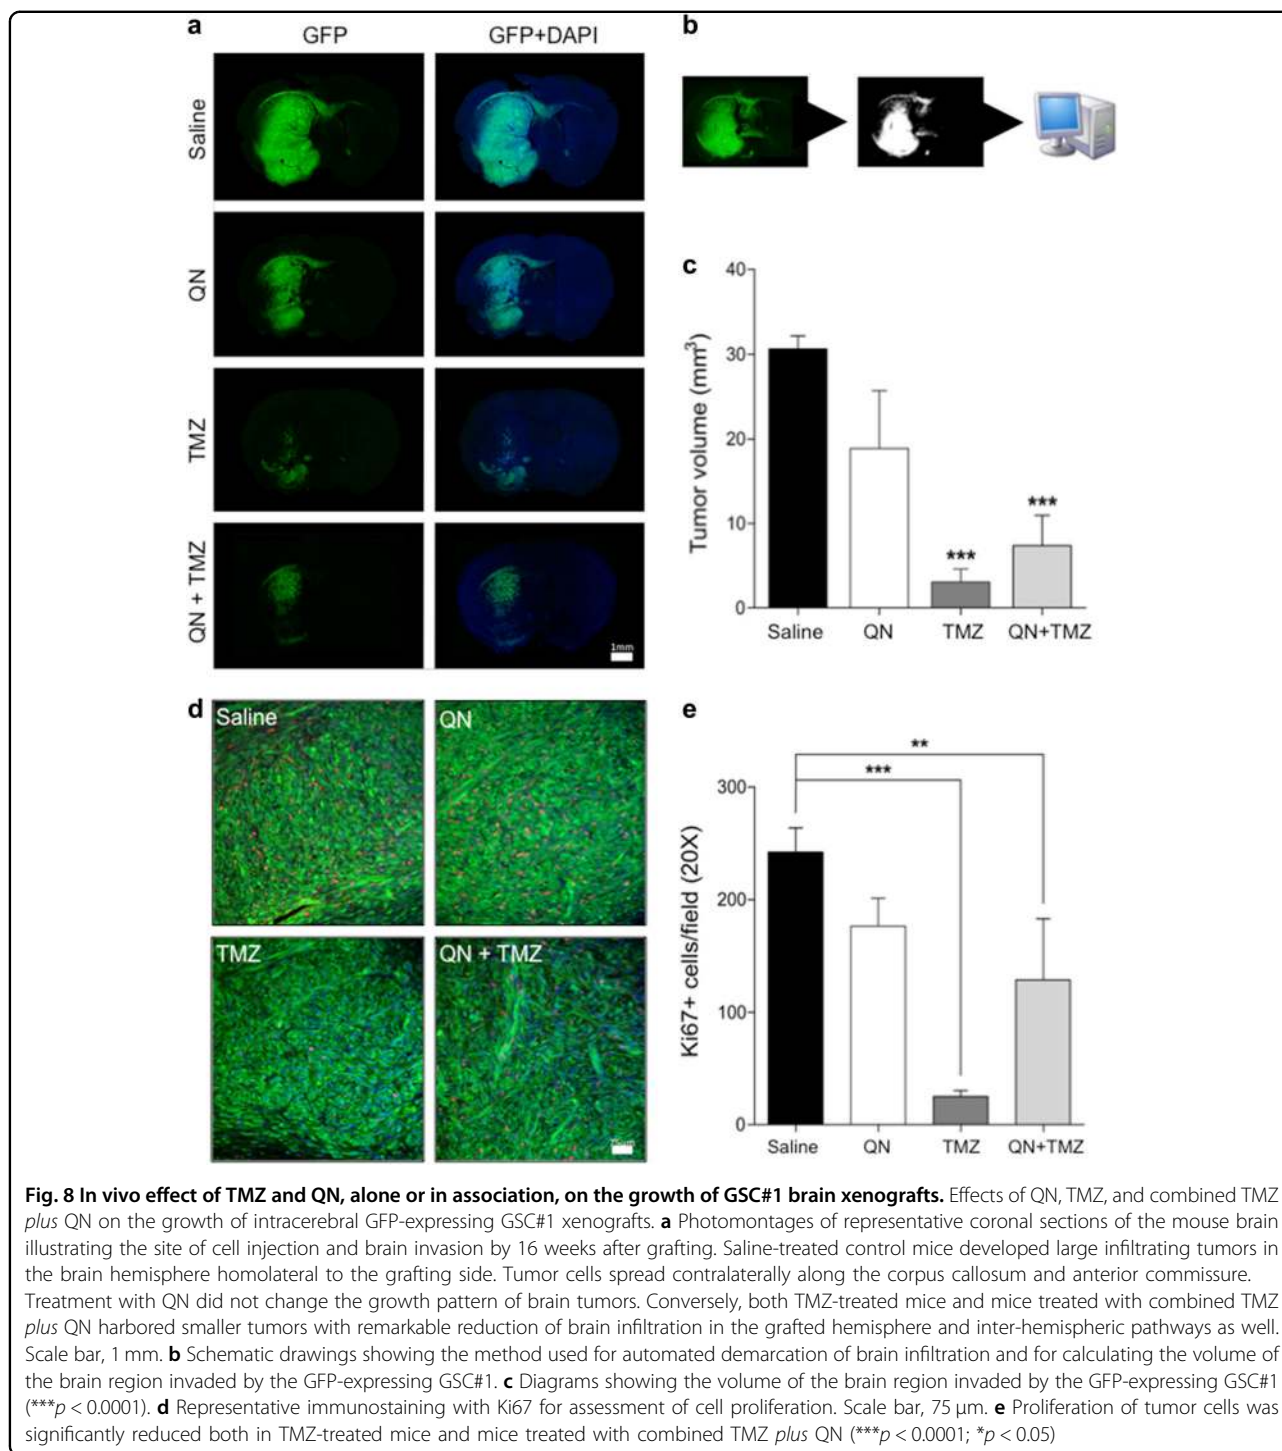 a
GFP
GFP+DAPI
Saline
QN
TMZ
QN + TMZ
1mm
b
c
Tumor volume (mm³)
40
30
20
10
0
***
***
Saline
QN
TMZ
QN+TMZ
d
Saline
QN
TMZ
QN + TMZ
e
Ki67+ cells/field (20X)
300
200
100
0
**
***
Saline
QN
TMZ
QN+TMZ
Fig. 8 In vivo effect of TMZ and QN, alone or in association, on the growth of GSC#1 brain xenografts. Effects of QN, TMZ, and combined TMZ
plus QN on the growth of intracerebral GFP-expressing GSC#1 xenografts. a Photomontages of representative coronal sections of the mouse brain
illustrating the site of cell injection and brain invasion by 16 weeks after grafting. Saline-treated control mice developed large infiltrating tumors in
the brain hemisphere homolateral to the grafting side. Tumor cells spread contralaterally along the corpus callosum and anterior commissure.
Treatment with QN did not change the growth pattern of brain tumors. Conversely, both TMZ-treated mice and mice treated with combined TMZ
plus QN harbored smaller tumors with remarkable reduction of brain infiltration in the grafted hemisphere and inter-hemispheric pathways as well.
Scale bar, 1 mm. b Schematic drawings showing the method used for automated demarcation of brain infiltration and for calculating the volume of
the brain region invaded by the GFP-expressing GSC#1. c Diagrams showing the volume of the brain region invaded by the GFP-expressing GSC#1
(***p < 0.0001). d Representative immunostaining with Ki67 for assessment of cell proliferation. Scale bar, 75 µm. e Proliferation of tumor cells was
significantly reduced both in TMZ-treated mice and mice treated with combined TMZ plus QN (***p < 0.0001; *p < 0.05)